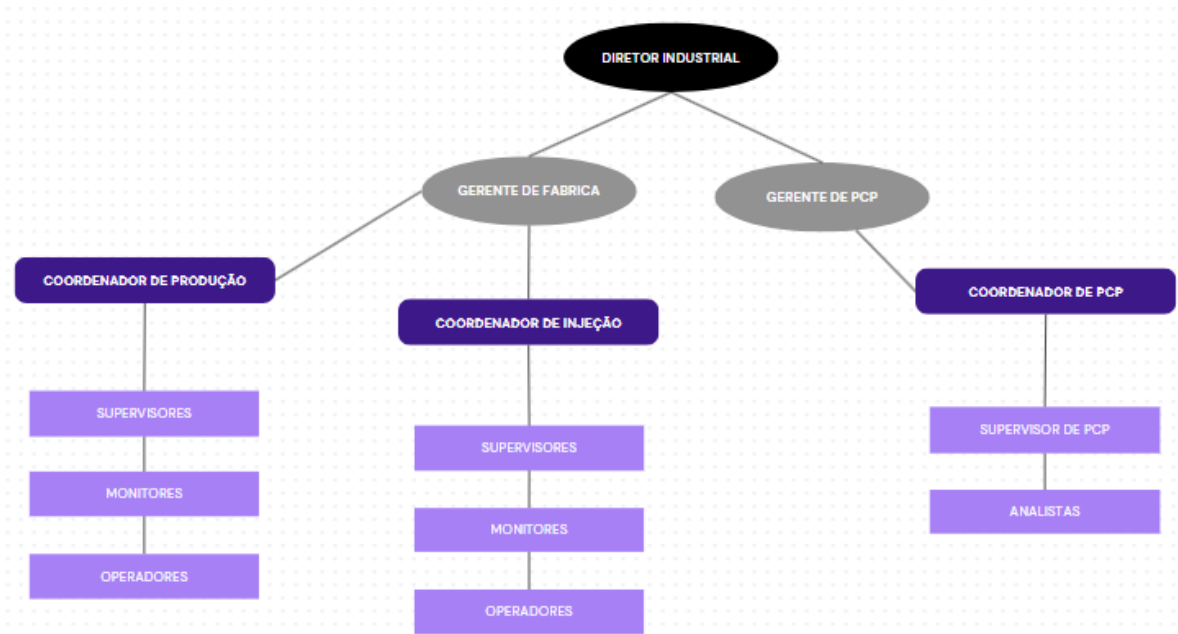 DIRETOR INDUSTRIAL
GERENTE DE FABRICA
GERENTE DE PCP
COORDENADOR DE PRODUÇÃO
COORDENADOR DE INJEÇÃO
COORDENADOR DE PCP
SUPERVISORES
MONITORES
OPERADORES
SUPERVISORES
MONITORES
OPERADORES
SUPERVISOR DE PCP
ANALISTAS